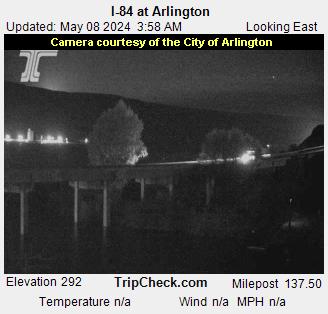 I-84 at Arlington
Updated: May 08 2024 3:58 AM Looking East
Camera courtesy of the City of Arlington
Elevation 292 TripCheck.com Milepost 137.50
Temperature n/a Wind n/a MPH n/a